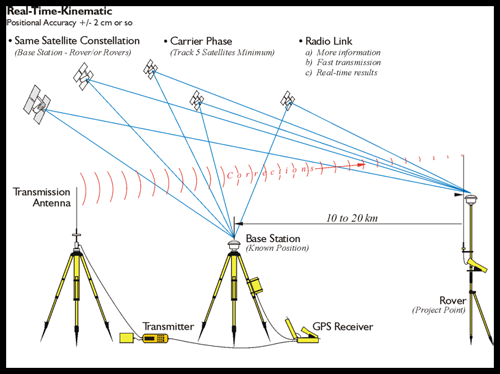 Real-Time-Kinematic
Positional Accuracy +/- 2 cm or so
• Same Satellite Constellation
(Base Station - Rover or Rovers)
• Carrier Phase
(Track 5 Satellites Minimum)
• Radio Link
a) More information
b) Fast transmission
c) Real-time results
Corrections
Transmission
Antenna
10 to 20 km
Base Station
(Known Position)
Rover
(Project Point)
Transmitter
GPS Receiver